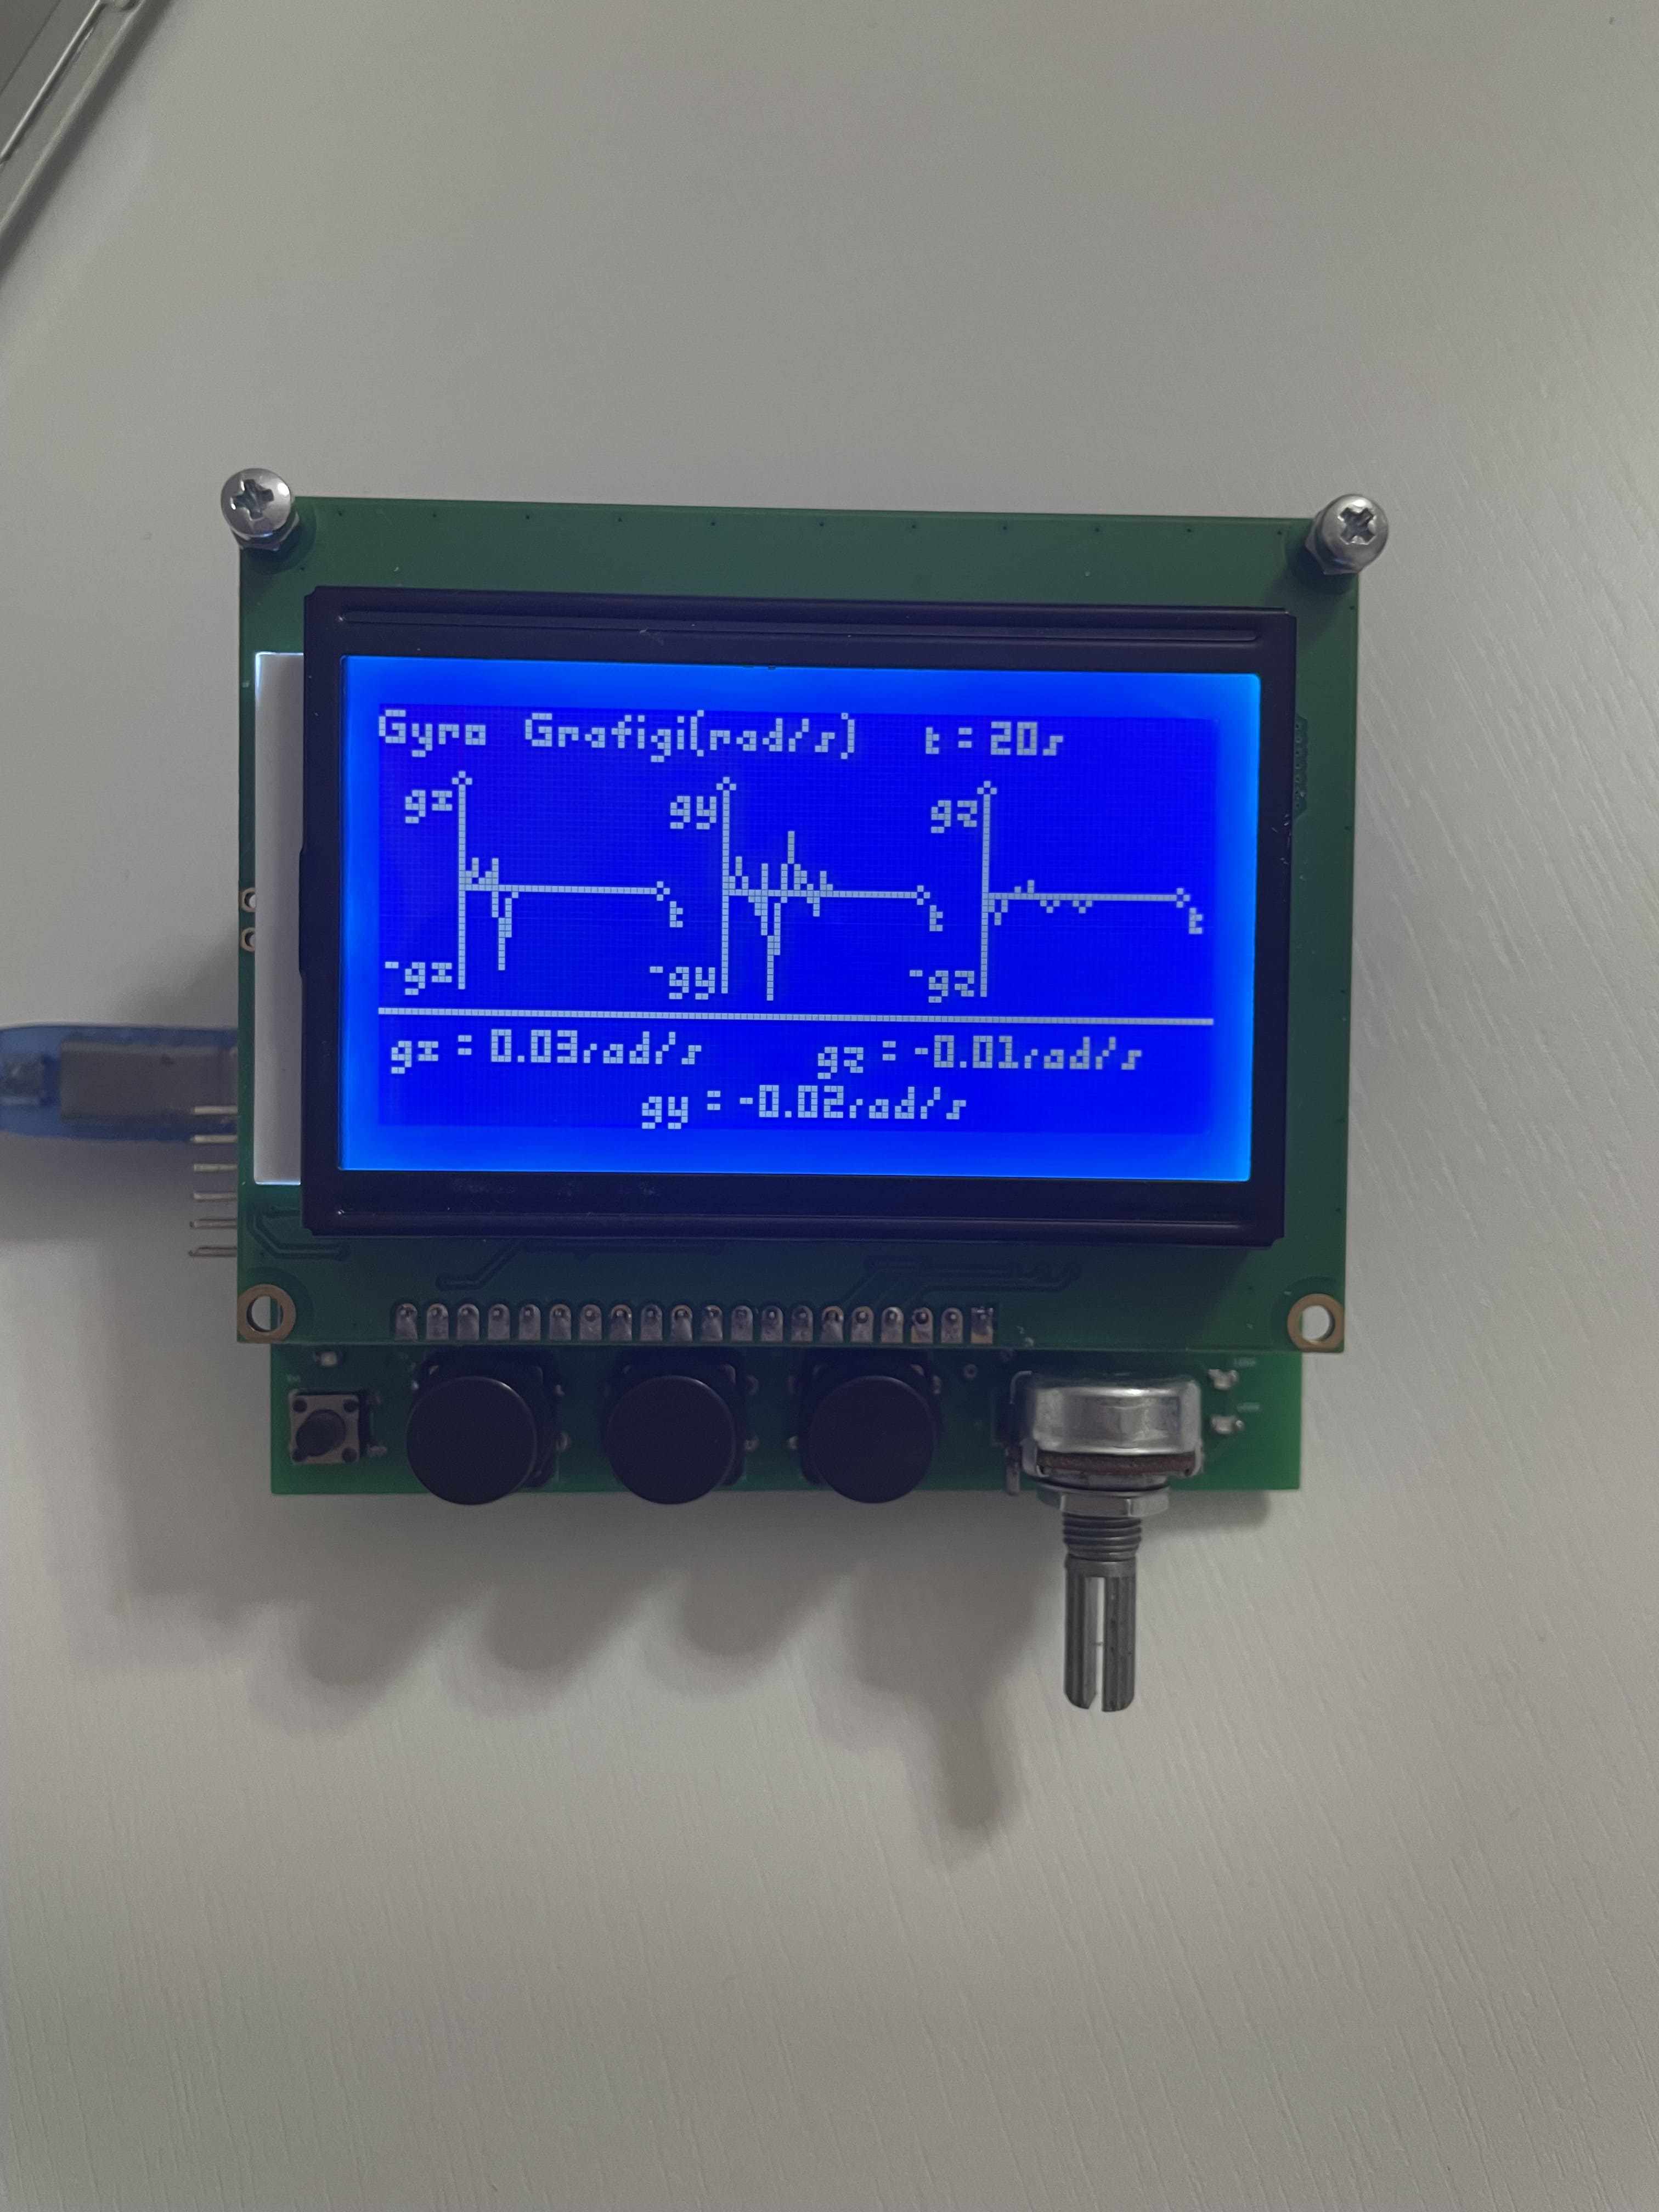 Gyro Grafigi(rad/s) t = 20s
gx gy gz
t t t
-gx -gy -gz
gx = 0.03rad/s gz = -0.01rad/s
gy = -0.02rad/s